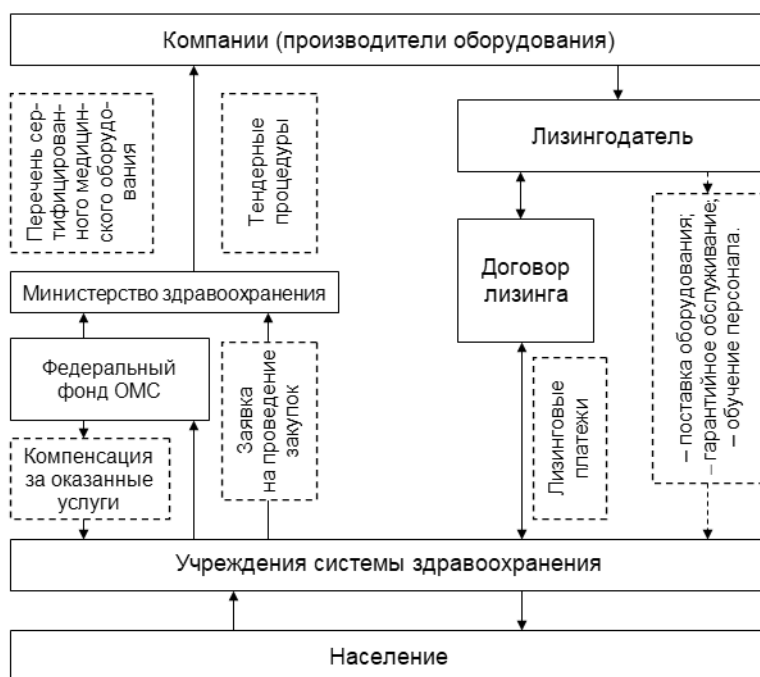 Компании (производители оборудования)
Перечень сер-
тифицирован-
ного медицин-
ского оборудо-
вания
Тендерные
процедуры
Лизингодатель
Договор
лизинга
– поставка оборудования;
– гарантийное обслуживание;
– обучение персонала.
Министерство здравоохранения
Федеральный
фонд ОМС
Заявка
на проведение
закупок
Лизинговые
платежи
Компенсация
за оказанные
услуги
Учреждения системы здравоохранения
Население